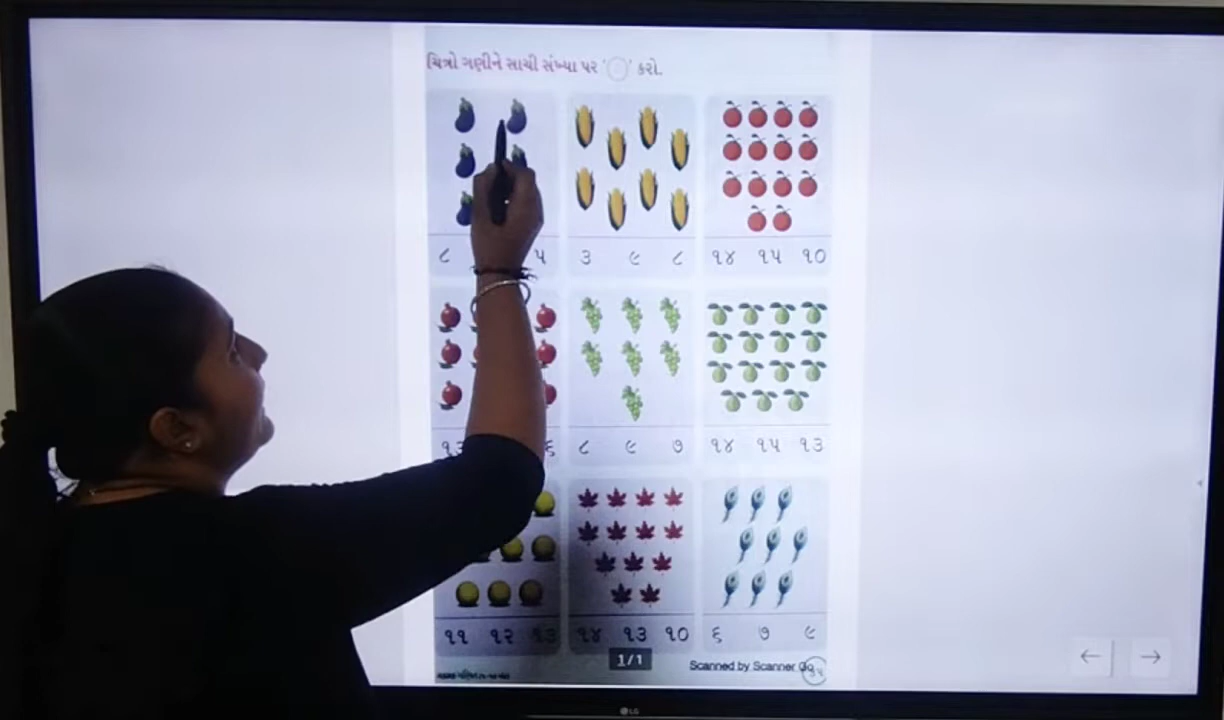 ચિત્રો ગણીને સાચી સંખ્યા પર '○' કરો.
૮ ૫ ૩ ૯ ૮ ૧૪ ૧૫ ૧૦
૬ ૮ ૯ ૭ ૧૪ ૧૫ ૧૩
૧૧ ૧૨ ૧૩ ૧૪ ૧૩ ૧૦ ૬ ૭ ૯
1/1
Scanned by Scanner Go
LG